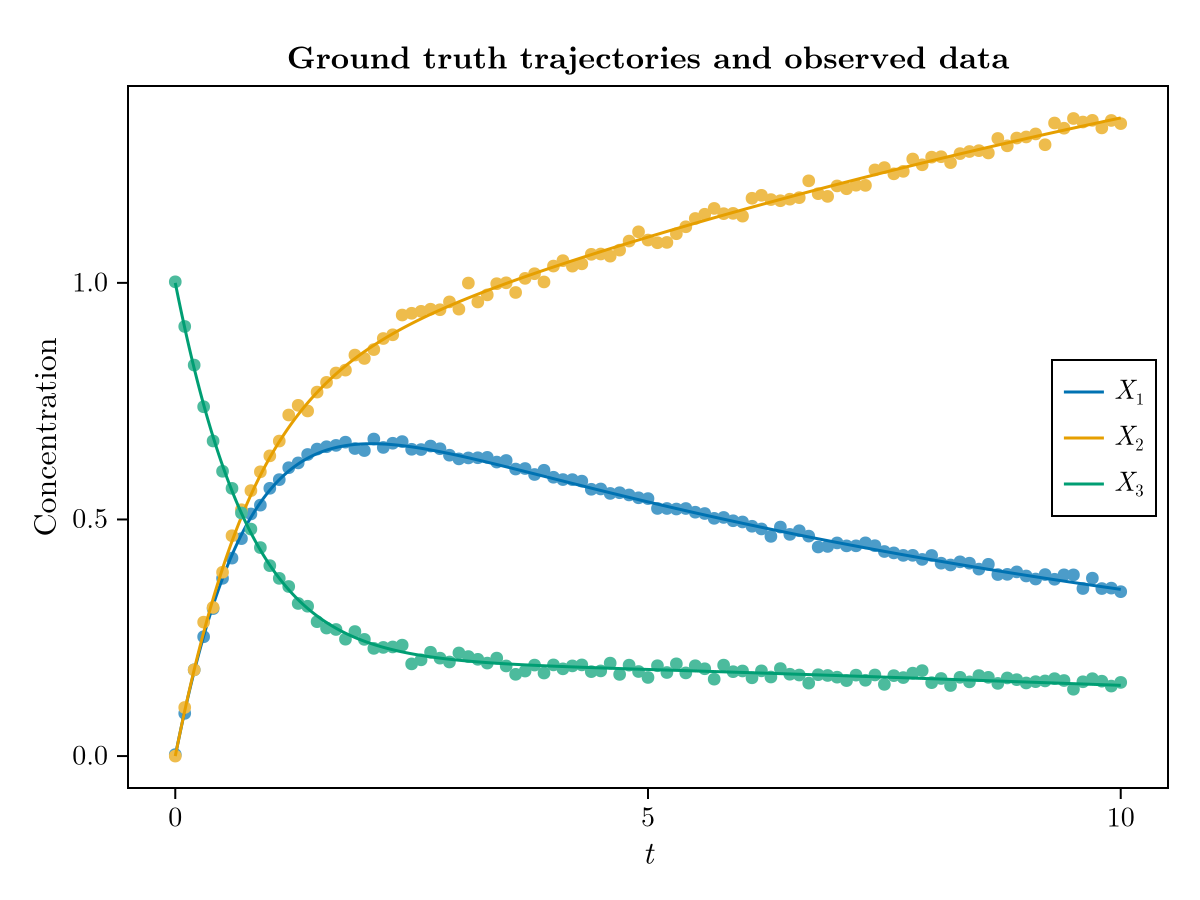 Ground truth trajectories and observed data
1.0
0.5
0.0
Concentration
X₁
X₂
X₃
0 5 10
t